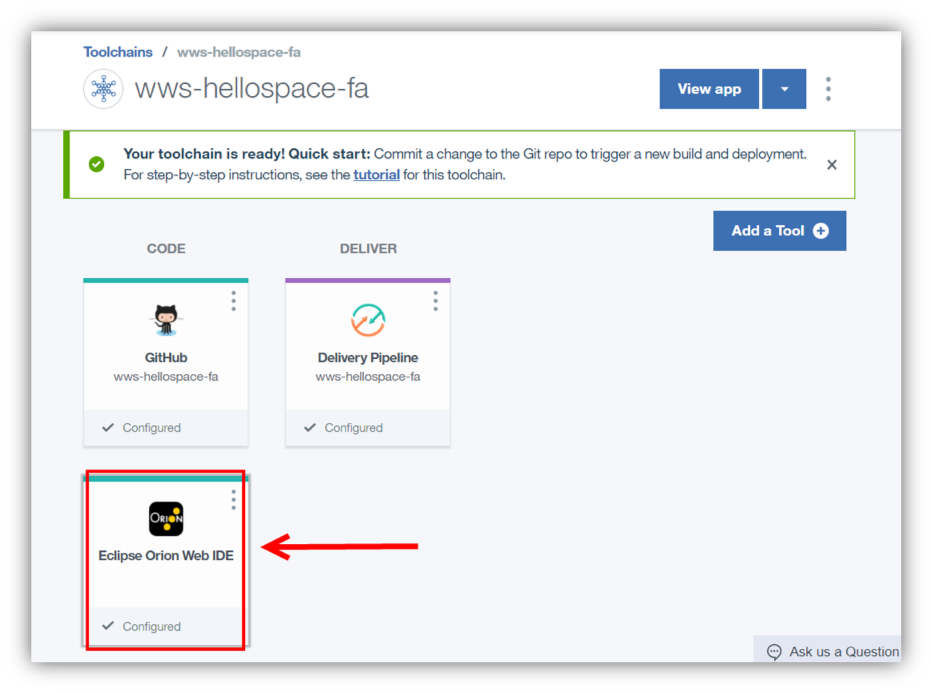 Toolchains / wws-hellospace-fa
wws-hellospace-fa
View app
Your toolchain is ready! Quick start: Commit a change to the Git repo to trigger a new build and deployment.
For step-by-step instructions, see the tutorial for this toolchain.
Add a Tool
CODE
DELIVER
GitHub
wws-hellospace-fa
Configured
Delivery Pipeline
wws-hellospace-fa
Configured
ORION
Eclipse Orion Web IDE
Configured
Ask us a Question